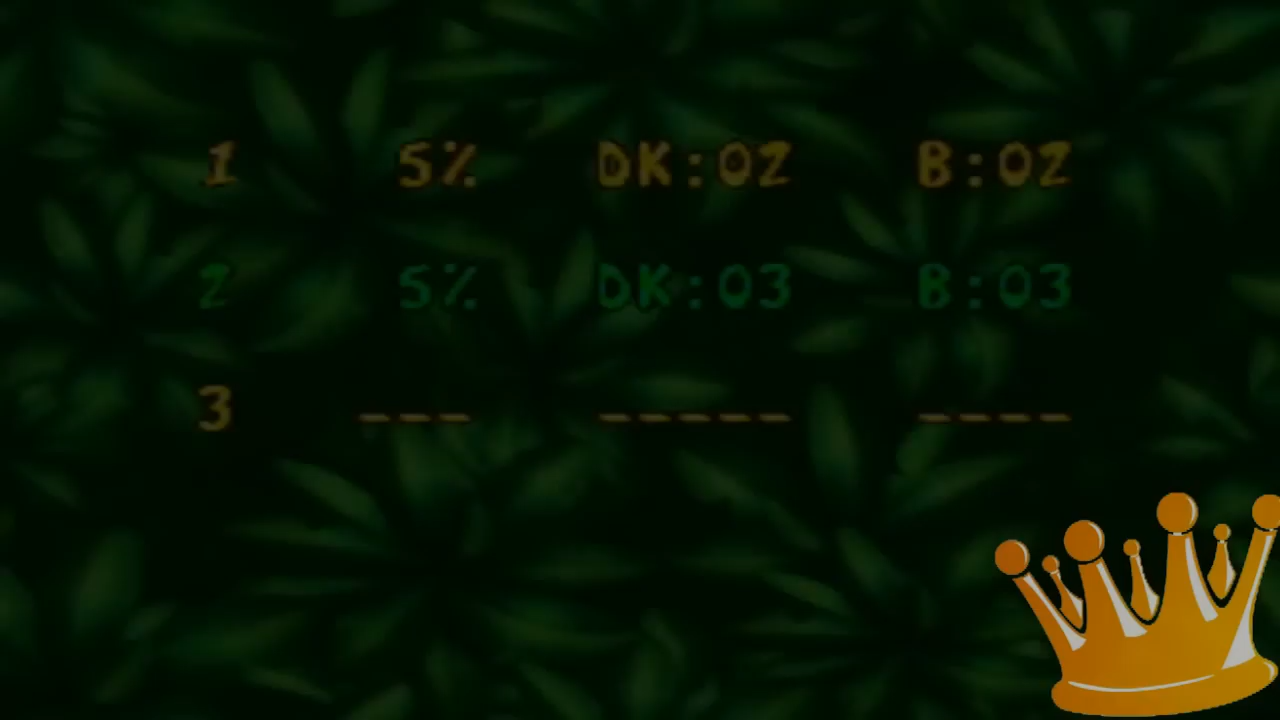 1 5% DK:02 B:02
2 5% DK:03 B:03
3 --- ----- ----